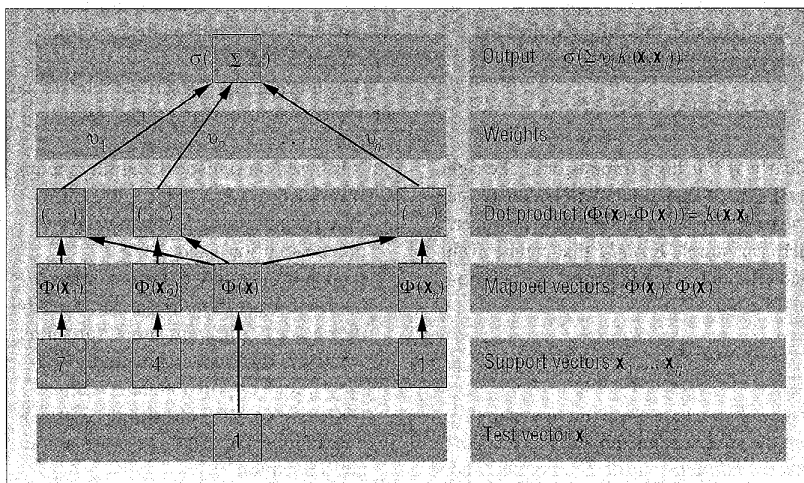 σ( Σ )
Output σ(Σ υᵢ k(x,xᵢ))
υ₁ υ₂ ... υₙ
Weights
(·) (·) (·)
Dot product (Φ(x)·Φ(xᵢ)) = k(x,xᵢ)
Φ(x₁) Φ(x₂) Φ(x) Φ(xₙ)
Mapped vectors Φ(xᵢ) Φ(x)
7 4 1
Support vectors x₁ ... xₙ
1
Test vector x